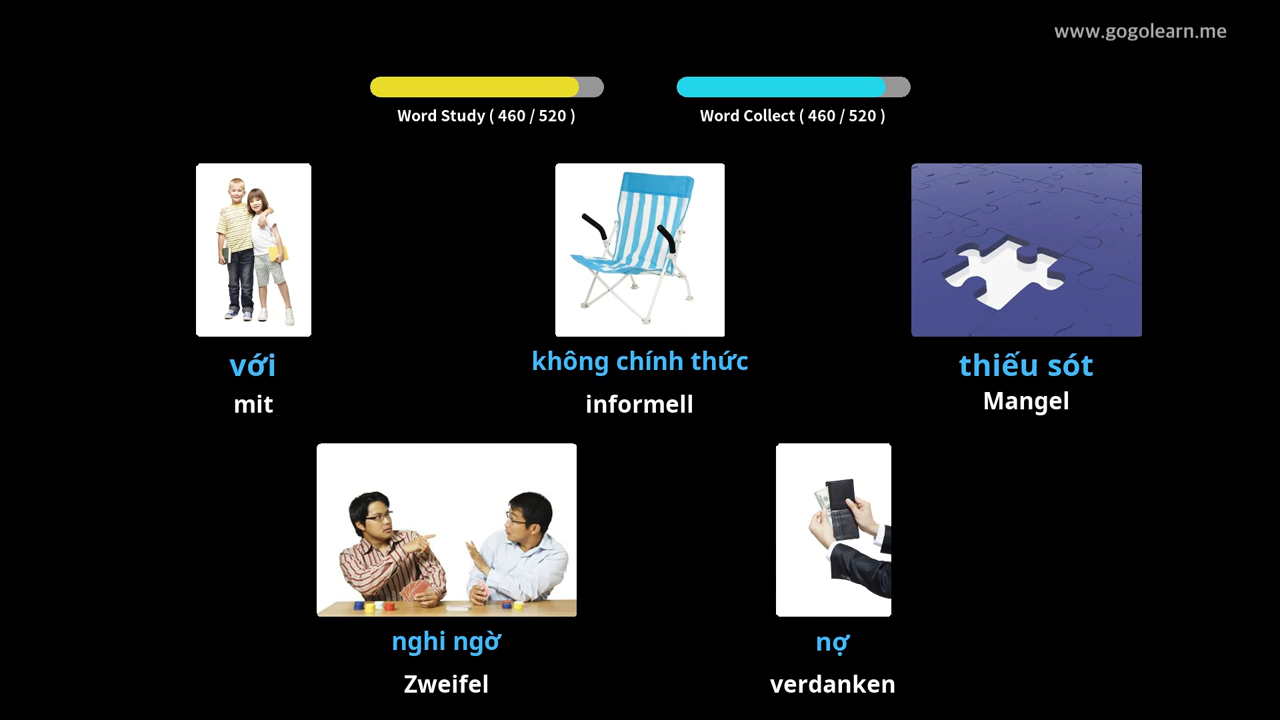 www.gogolearn.me
Word Study ( 460 / 520 )
Word Collect ( 460 / 520 )
với
mit
không chính thức
informell
thiếu sót
Mangel
nghi ngờ
Zweifel
nợ
verdanken